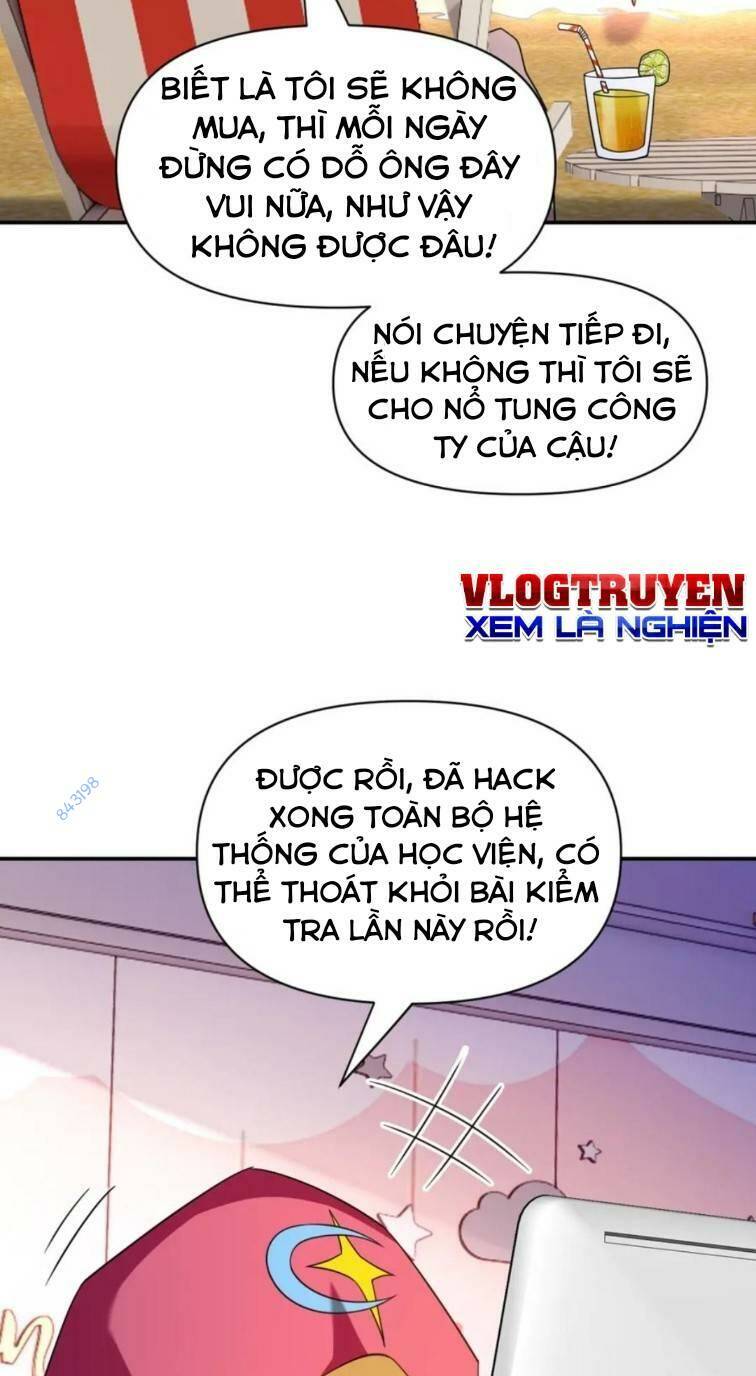 BIẾT LÀ TÔI SẼ KHÔNG
MUA, THÌ MỖI NGÀY
ĐỪNG CÓ DỖ ÔNG ĐÂY
VUI NỮA, NHƯ VẬY
KHÔNG ĐƯỢC ĐÂU!
NÓI CHUYỆN TIẾP ĐI,
NẾU KHÔNG THÌ TÔI SẼ
CHO NỔ TUNG CÔNG
TY CỦA CẬU!
VLOGTRUYEN
XEM LÀ NGHIỆN
843198
ĐƯỢC RỒI, ĐÃ HACK
XONG TOÀN BỘ HỆ
THỐNG CỦA HỌC VIỆN, CÓ
THỂ THOÁT KHỎI BÀI KIỂM
TRA LẦN NÀY RỒI!